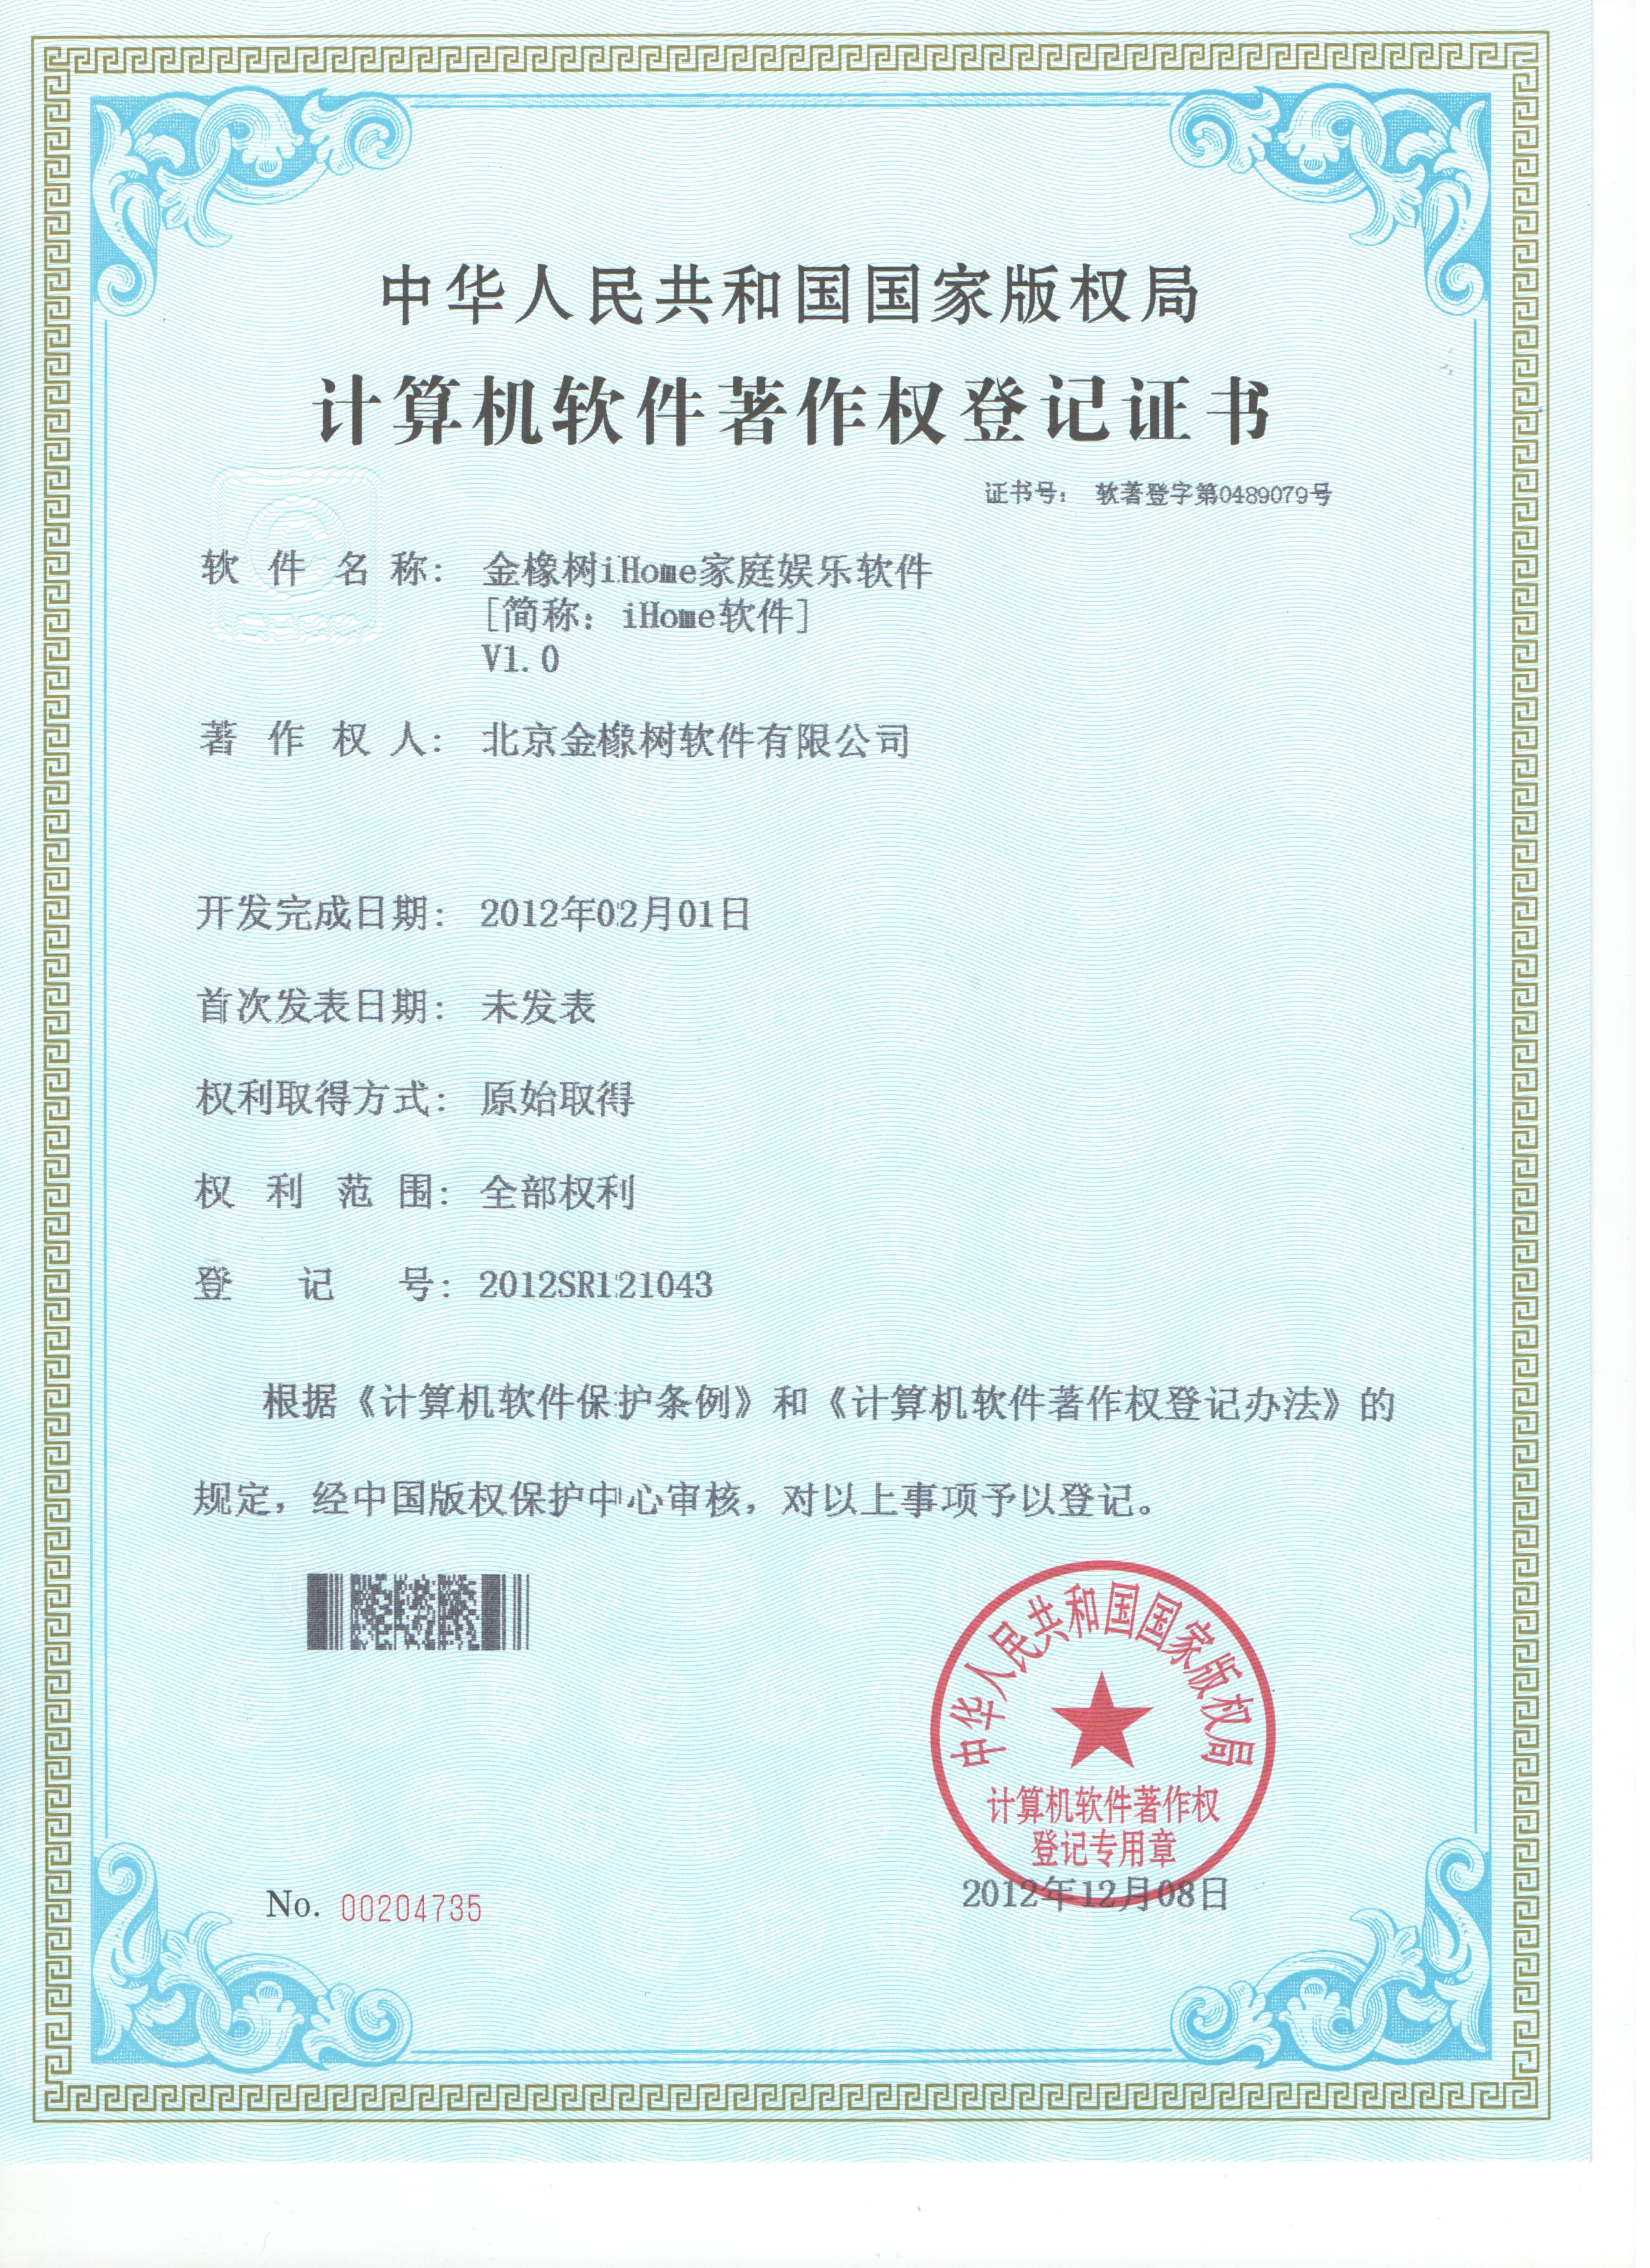 中华人民共和国国家版权局
计算机软件著作权登记证书
证书号： 软著登字第0489079号
软件名称： 金橡树iHome家庭娱乐软件
[简称：iHome软件]
V1.0
著作权人： 北京金橡树软件有限公司
开发完成日期： 2012年02月01日
首次发表日期： 未发表
权利取得方式： 原始取得
权利范围： 全部权利
登记号： 2012SR121043
根据《计算机软件保护条例》和《计算机软件著作权登记办法》的
规定，经中国版权保护中心审核，对以上事项予以登记。
中华人民共和国国家版权局
计算机软件著作权
登记专用章
2012年12月08日
No. 00204735